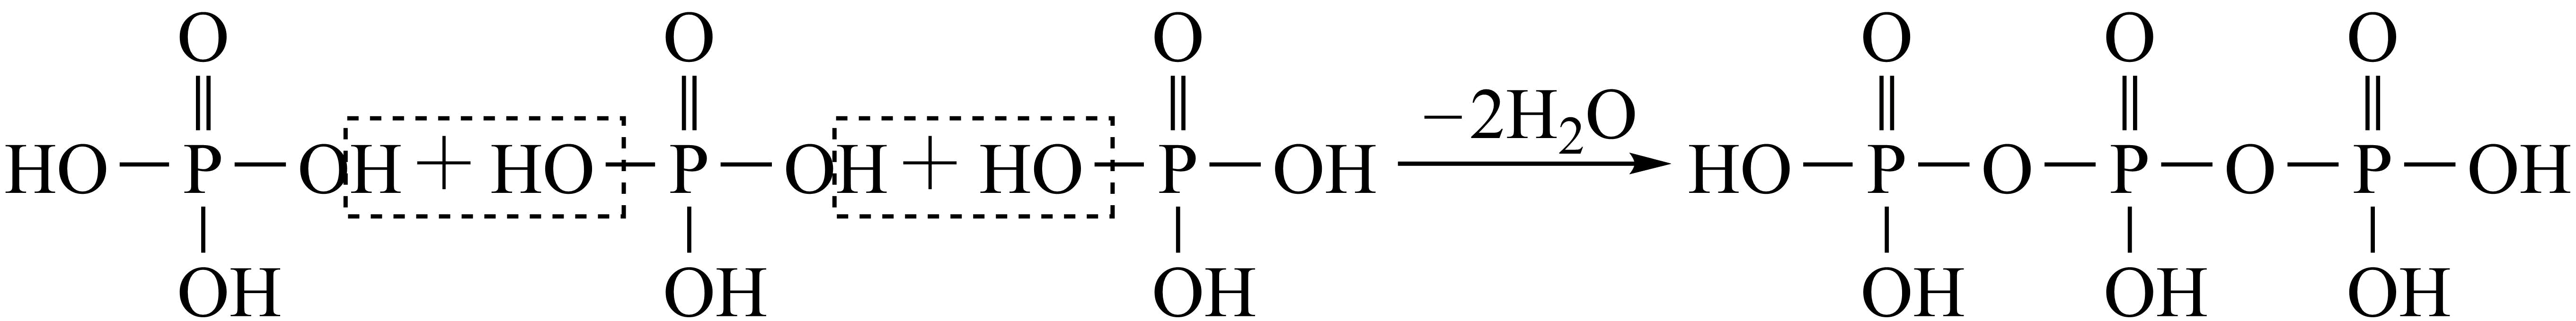 O O O O O O
HO—P—OH + HO—P—OH + HO—P—OH −2H₂O HO—P—O—P—O—P—OH
OH OH OH OH OH OH